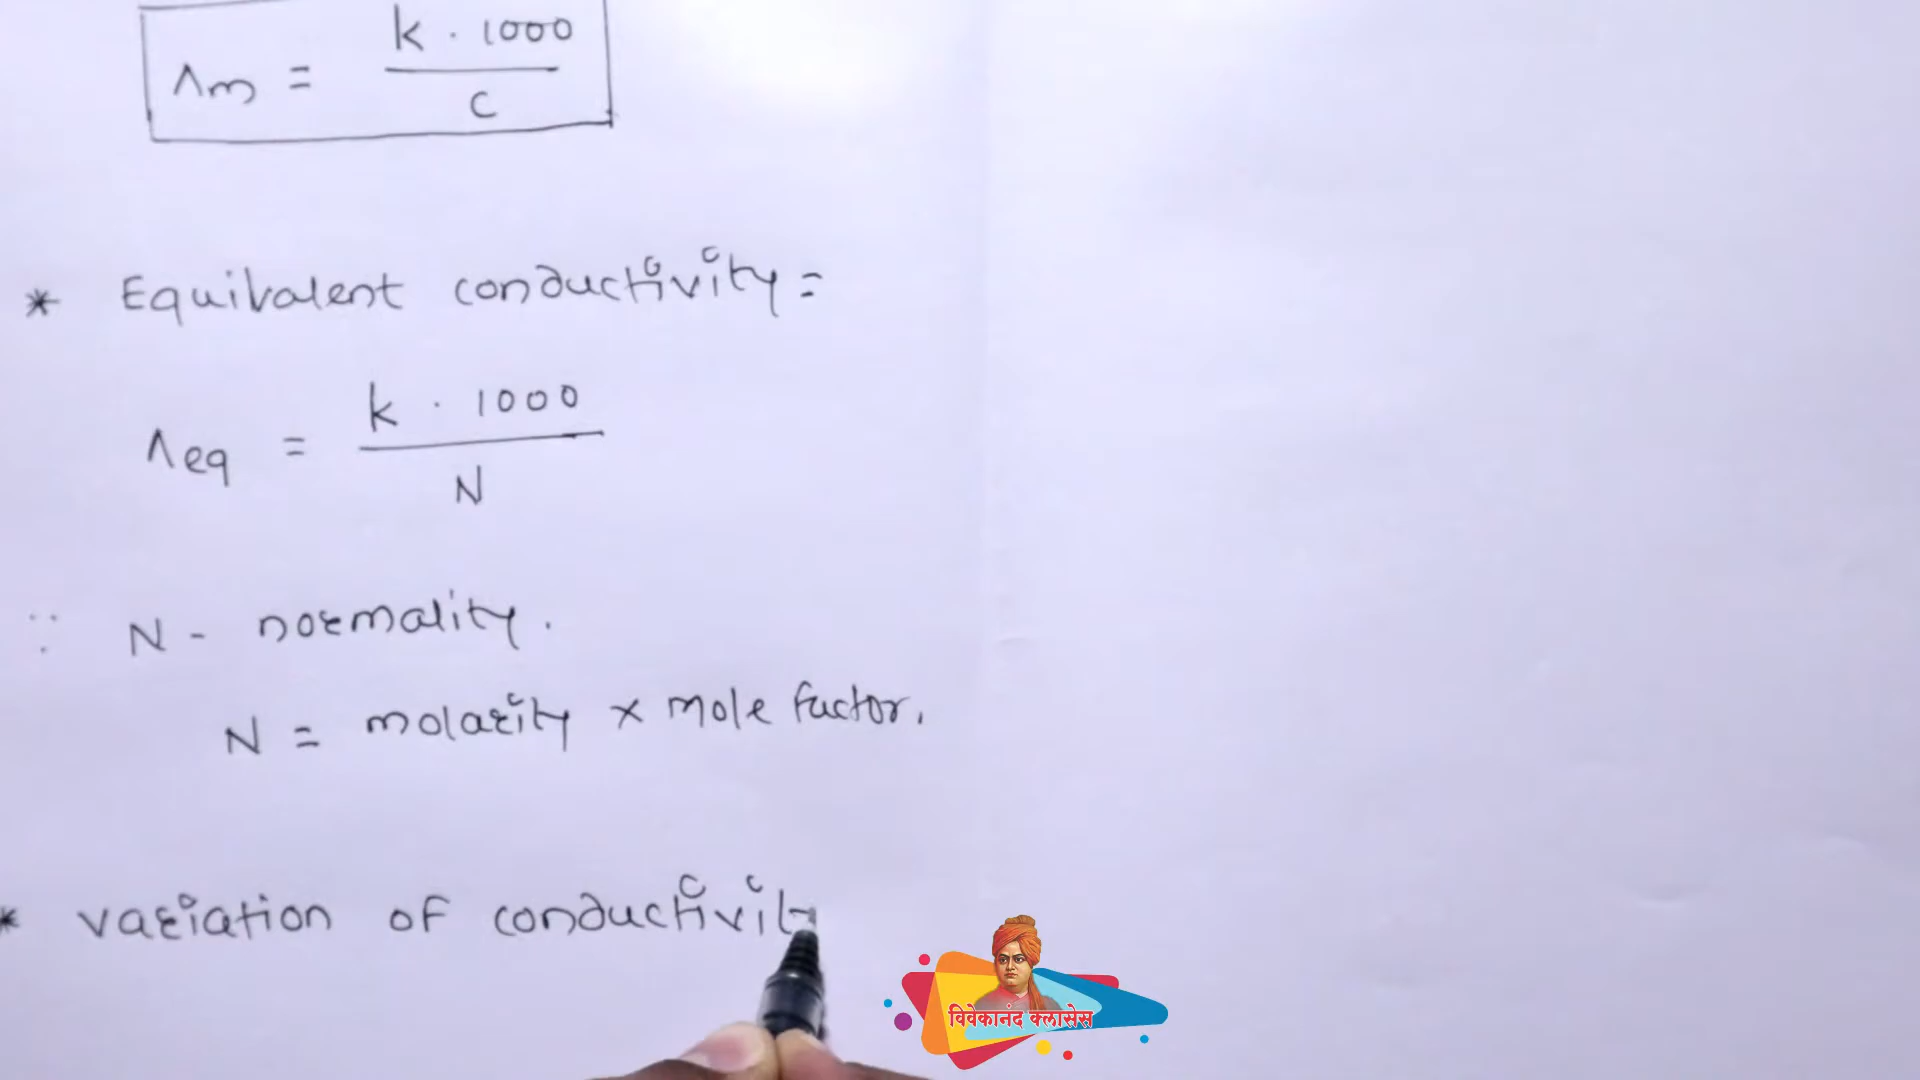 Λm = k · 1000 / c
* Equivalent conductivity =
Λeq = k · 1000 / N
∵ N - normality.
N = molarity x mole factor.
* variation of conductivity
विवेकानंद क्लासेस